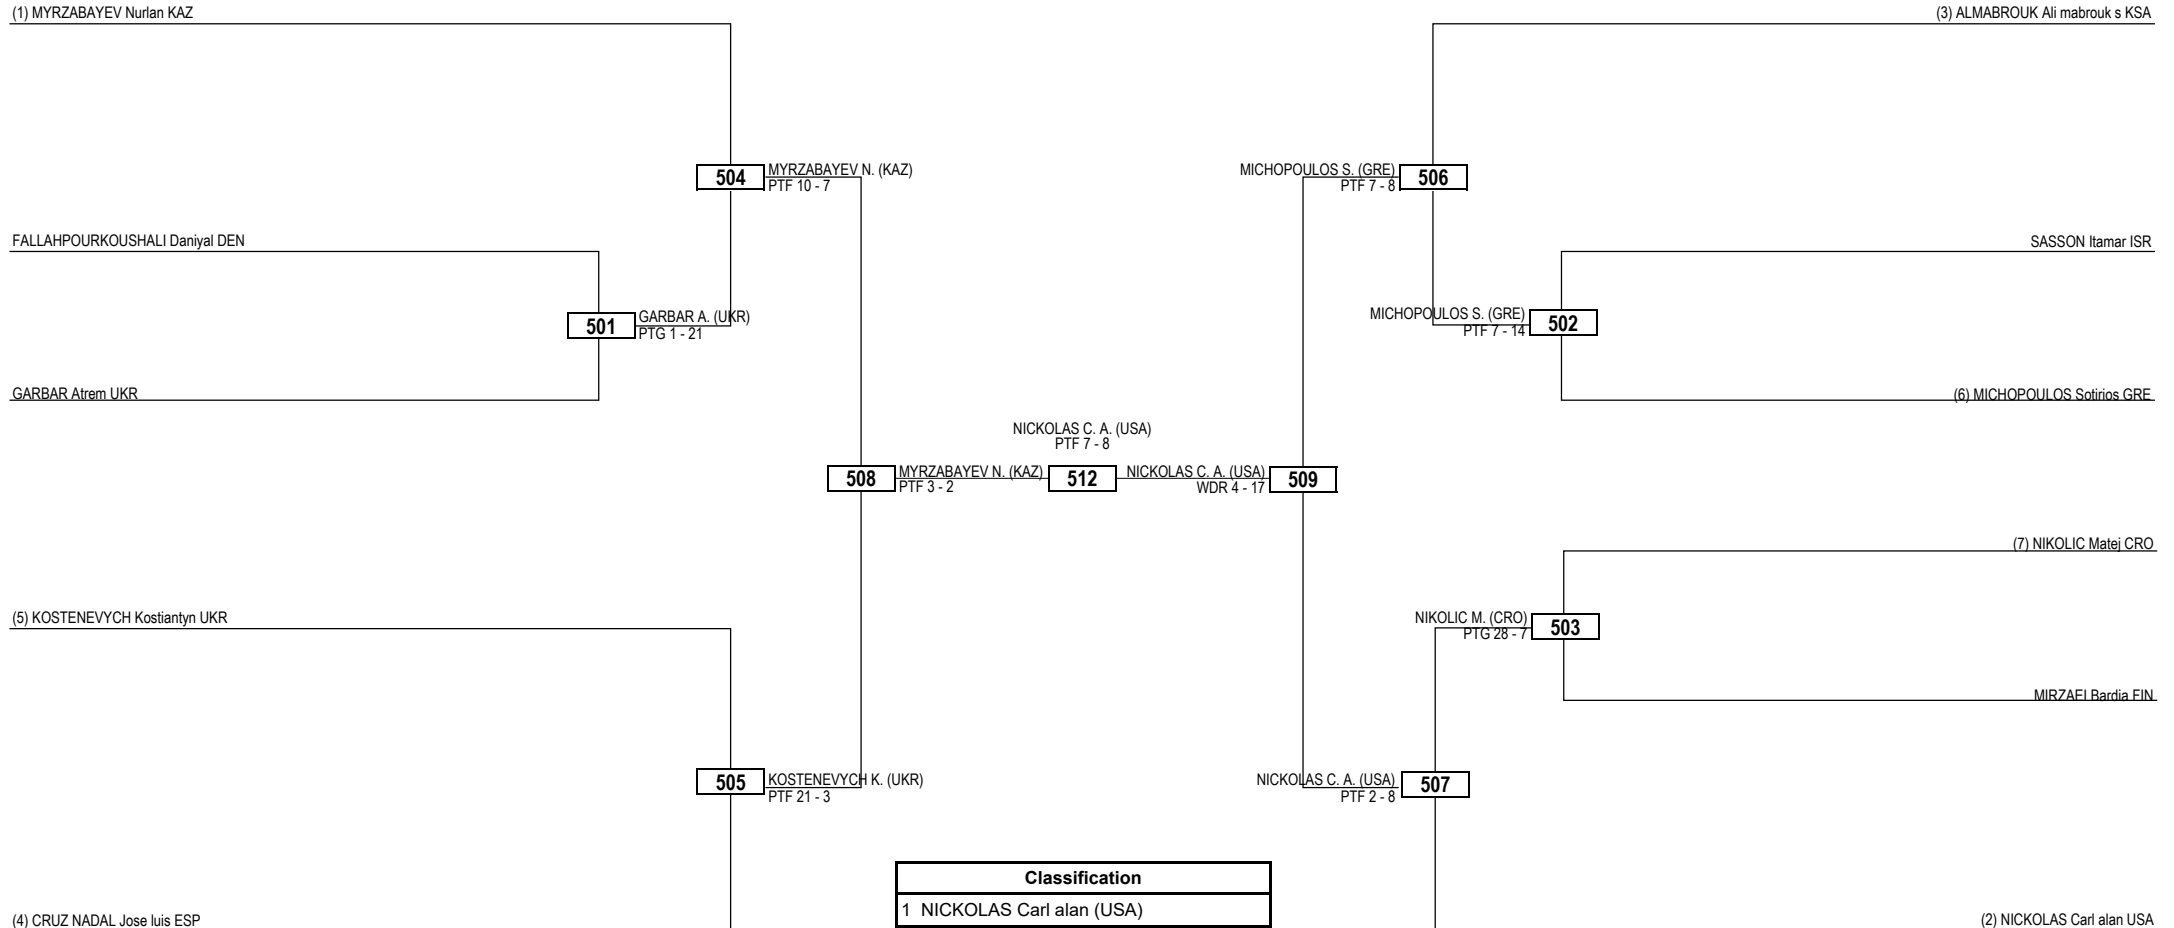 (1) MYRZABAYEV Nurlan KAZ
(3) ALMABROUK Ali mabrouk s KSA
504
MYRZABAYEV N. (KAZ)
PTF 10 - 7
MICHOPOULOS S. (GRE)
PTF 7 - 8
506
FALLAHPOURKOUSHALI Daniyal DEN
SASSON Itamar ISR
501
GARBAR A. (UKR)
PTG 1 - 21
MICHOPOULOS S. (GRE)
PTF 7 - 14
502
GARBAR Atrem UKR
(6) MICHOPOULOS Sotirios GRE
NICKOLAS C. A. (USA)
PTF 7 - 8
508
MYRZABAYEV N. (KAZ)
PTF 3 - 2
512
NICKOLAS C. A. (USA)
WDR 4 - 17
509
(7) NIKOLIC Matej CRO
(5) KOSTENEVYCH Kostiantyn UKR
NIKOLIC M. (CRO)
PTG 28 - 7
503
MIRZAEI Bardia FIN
505
KOSTENEVYCH K. (UKR)
PTF 21 - 3
NICKOLAS C. A. (USA)
PTF 2 - 8
507
Classification
1 NICKOLAS Carl alan (USA)
(4) CRUZ NADAL Jose luis ESP
(2) NICKOLAS Carl alan USA